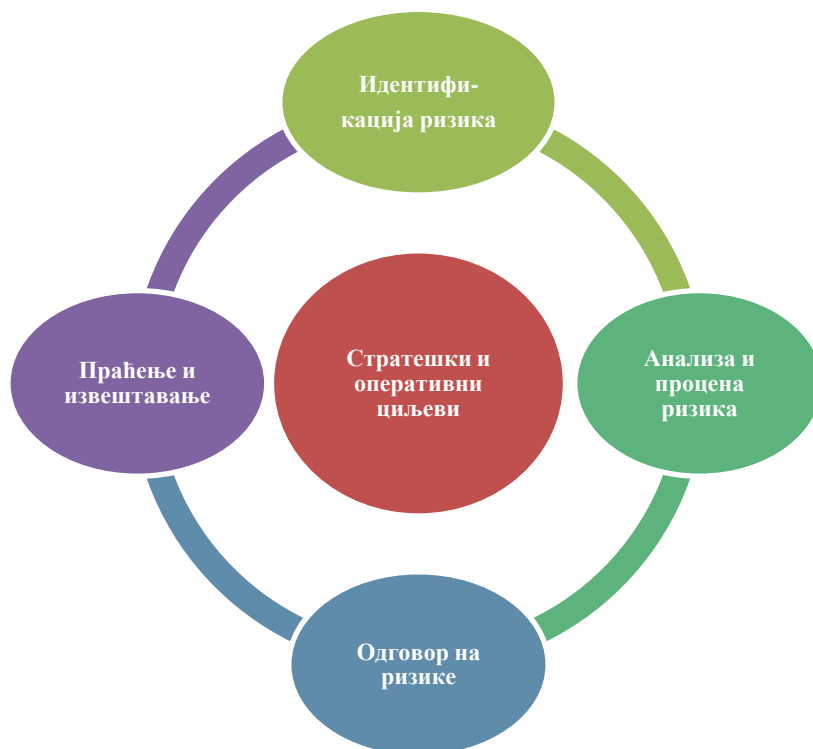 Идентифи-
кација ризика
Стратешки и
оперативни
циљеви
Анализа и
процена
ризика
Праћење и
извештавање
Одговор на
ризике